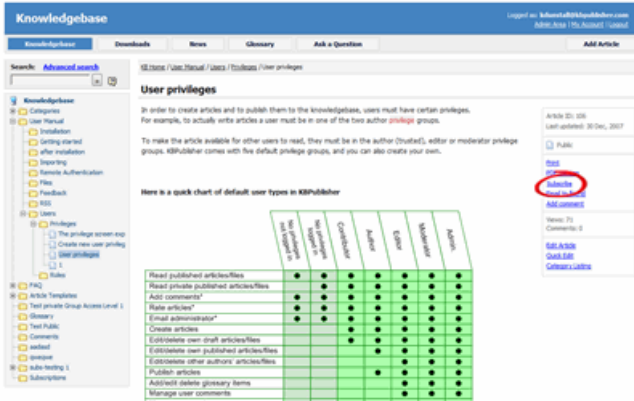 Knowledgebase
Logged as: kdunstall@kbpublisher.com
Admin Area | My Account | Logout
Knowledgebase
Downloads
News
Glossary
Ask a Question
Add Article
Search: Advanced search
Knowledgebase
Categories
User Manual
Installation
Getting started
after installation
Importing
Remote Authentication
Files
Feedback
RSS
Users
Privileges
The privilege screen exp
Create new user privileg
User privileges
1
Roles
FAQ
Article Templates
Test private Group Access Level 1
Glossary
Test Public
Comments
subs testing 1
Subscriptions
KB Home / User Manual / Users / Privileges / User privileges
User privileges
In order to create articles and to publish them to the knowledgebase, users must have certain privileges.
For example, to actually write articles a user must be in one of the two author privilege groups.
To make the article available for other users to read, they must be in the author (trusted), editor or moderator privilege
groups. KBPublisher comes with five default privilege groups, and you can also create your own.
Here is a quick chart of default user types in KBPublisher
No privileges not logged in
No privileges logged in
Contributor
Author
Editor
Moderator
Admin
Read published articles/files
Read private published articles/files
Add comments*
Rate articles*
Email administrator*
Create articles
Edit/delete own draft articles/files
Edit/delete own published articles/files
Edit/delete other authors' articles/files
Publish articles
Add/edit delete glossary items
Manage user comments
Article ID: 106
Last updated: 30 Dec, 2007
Public
Print
Subscribe
Add comment
Views: 71
Comments: 0
Edit Article
Quick Edit
Category Listing